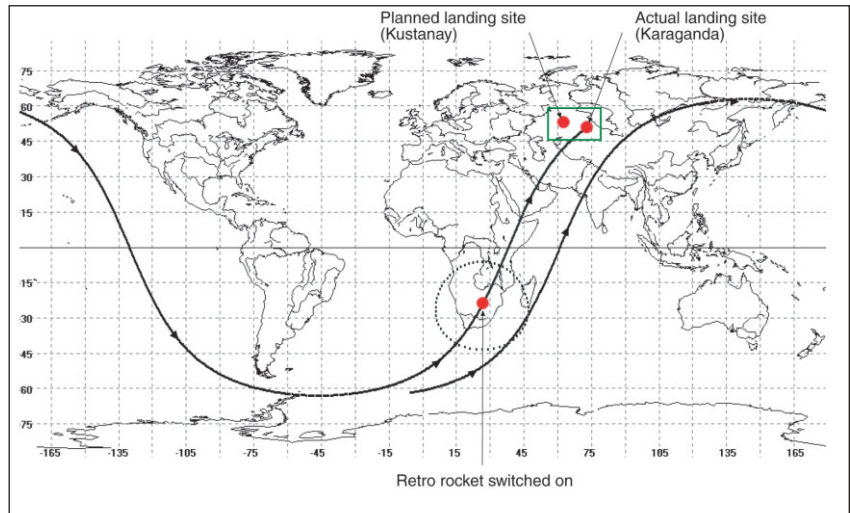 Planned landing site
(Kustanay)
Actual landing site
(Karaganda)
75
60
45
30
15
15
30
45
60
75
-165 -135 -105 -75 -45 -15 15 45 75 105 135 165
Retro rocket switched on